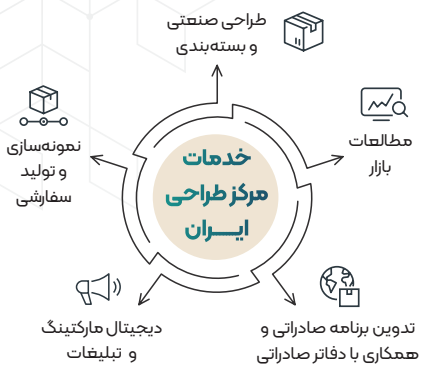 طراحی صنعتی
و بسته‌بندی
مطالعات
بازار
نمونه‌سازی
و تولید
سفارشی
خدمات
مرکز طراحی
ایــــران
دیجیتال مارکتینگ
و تبلیغات
تدوین برنامه صادراتی و
همکاری با دفاتر صادراتی